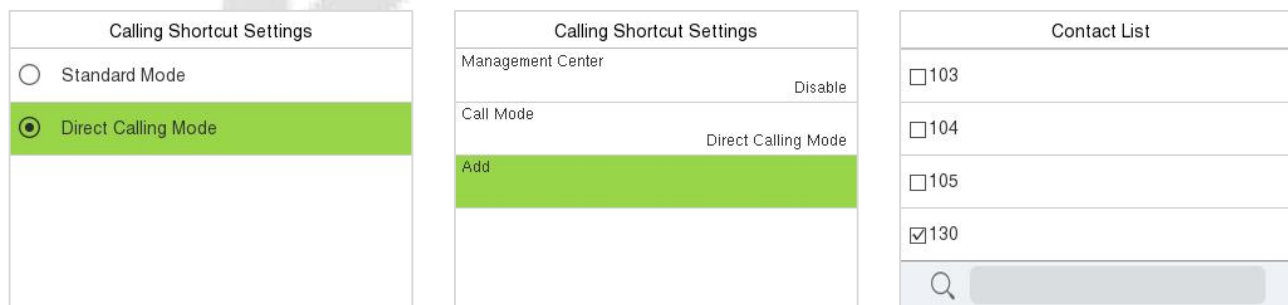 Calling Shortcut Settings
Standard Mode
Direct Calling Mode
Calling Shortcut Settings
Management Center
Disable
Call Mode
Direct Calling Mode
Add
Contact List
103
104
105
130